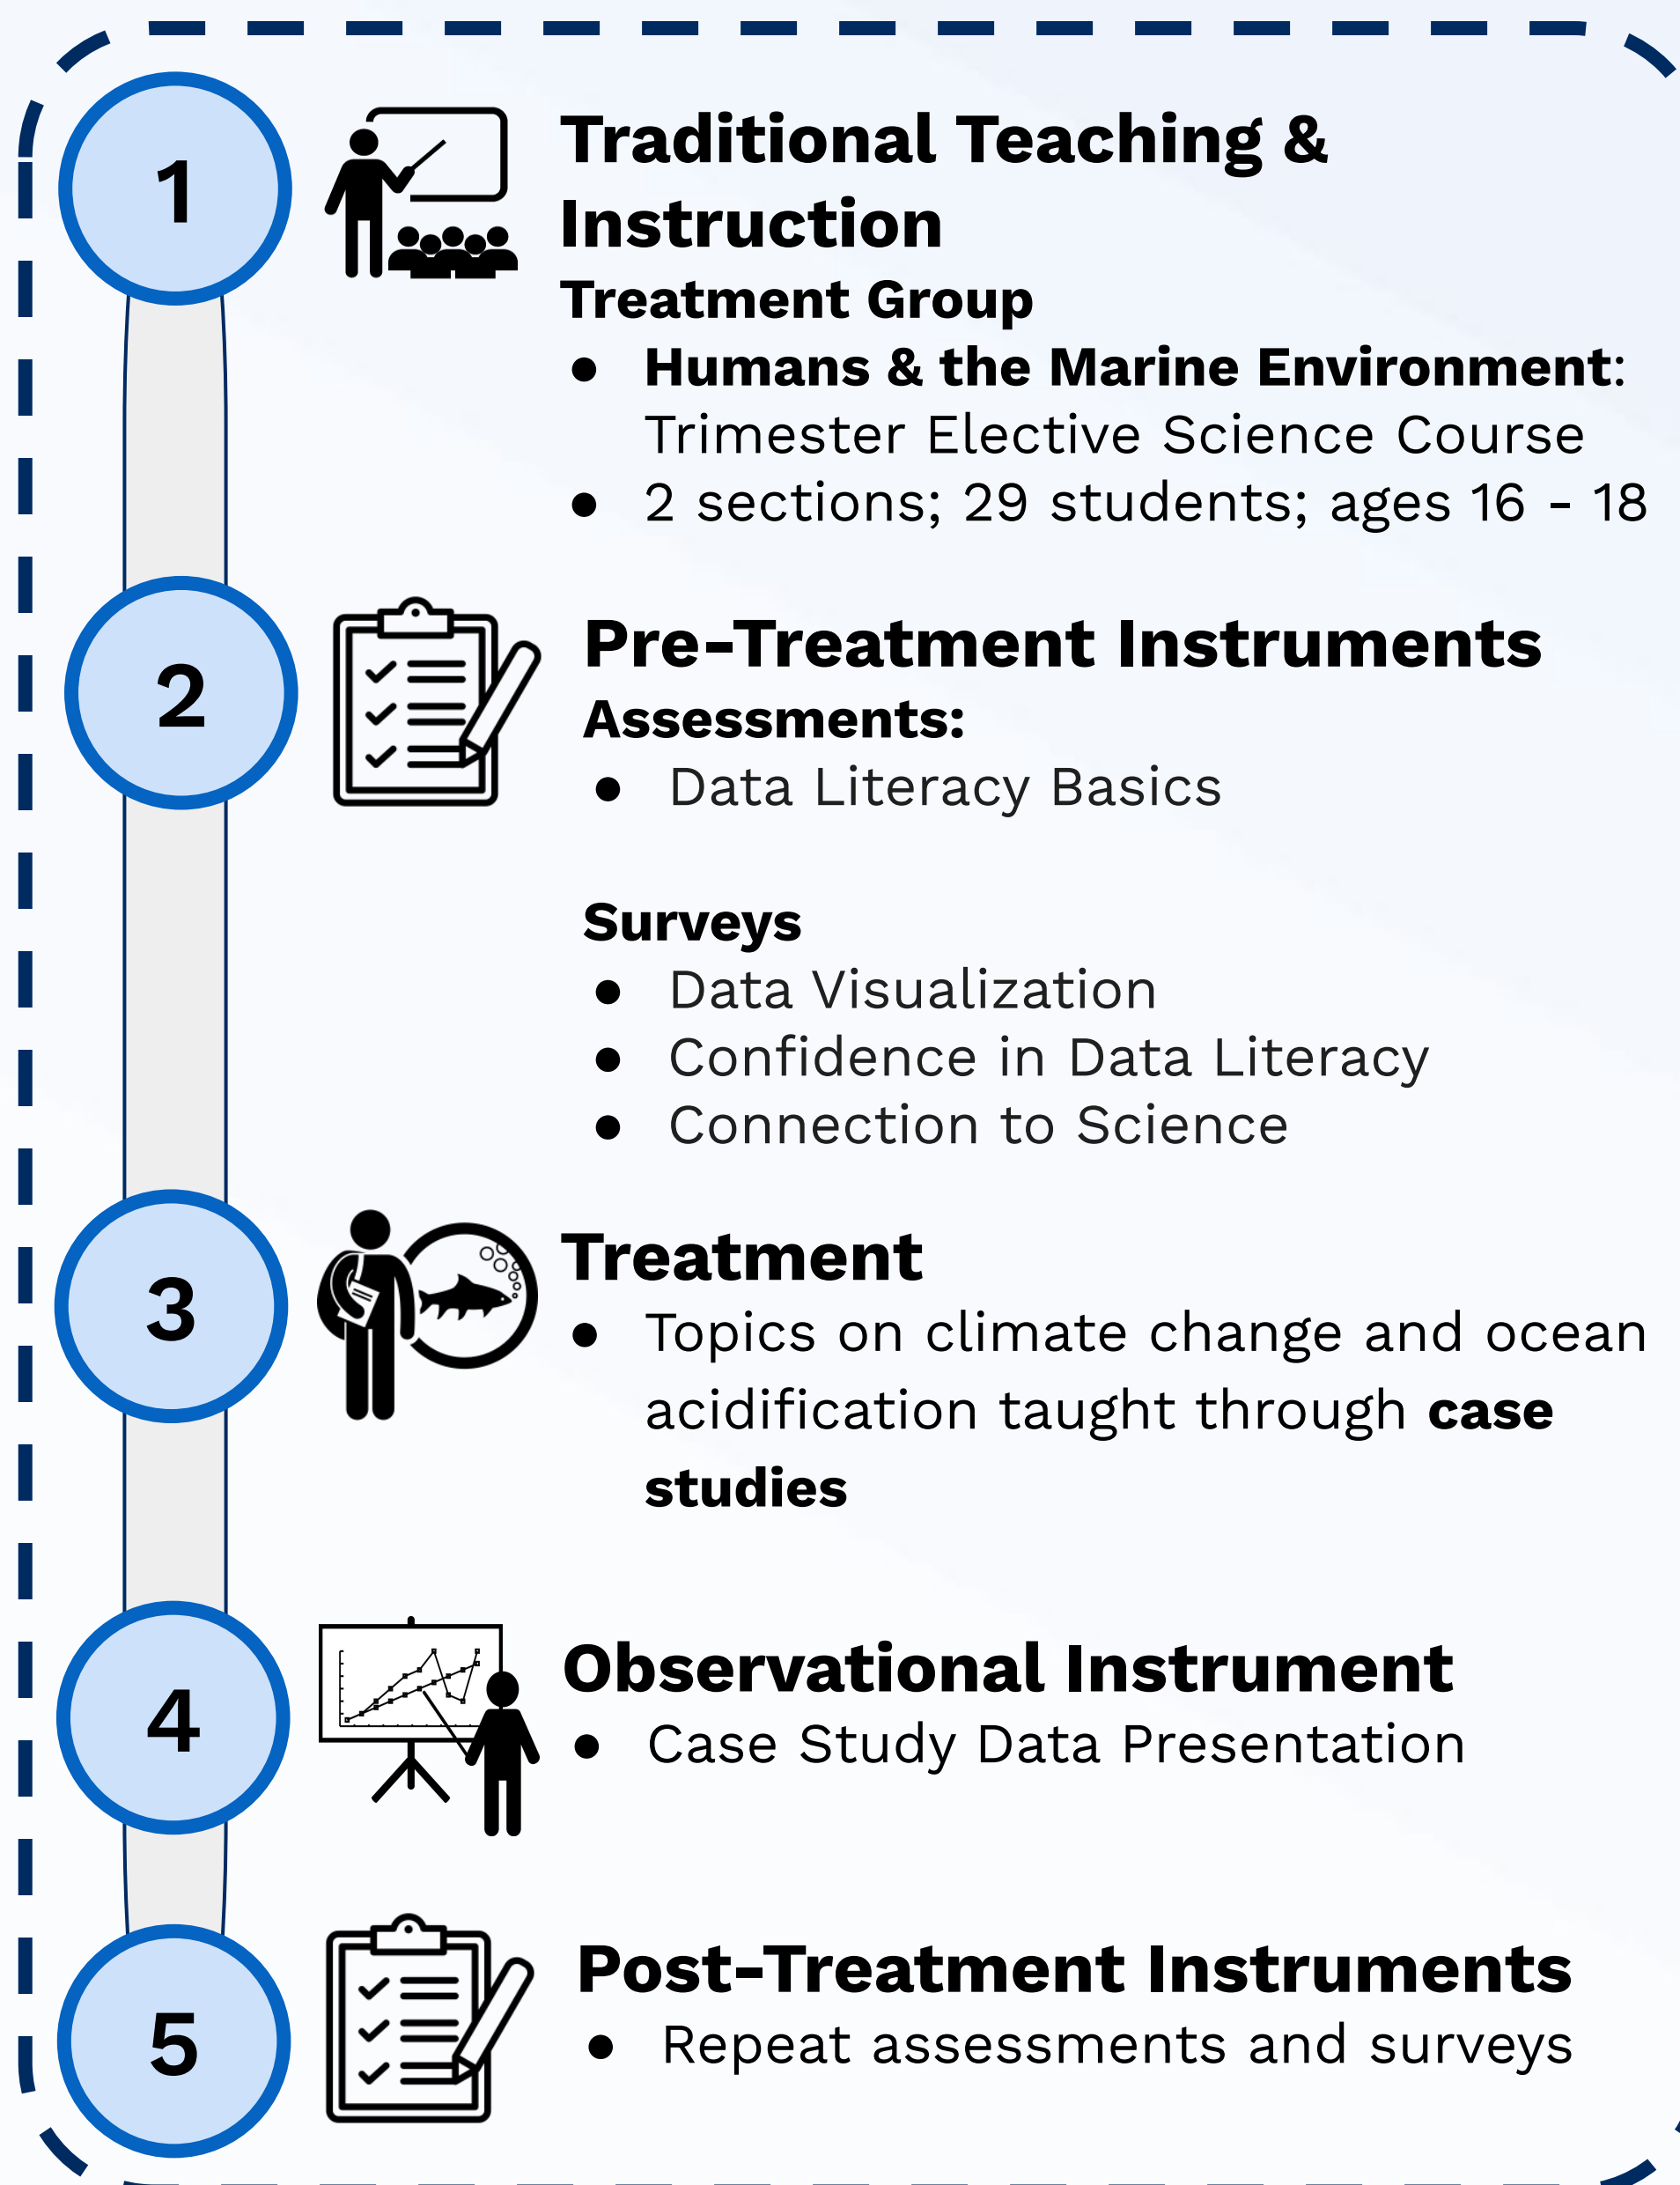 1
Traditional Teaching &
Instruction
Treatment Group
● Humans & the Marine Environment:
Trimester Elective Science Course
● 2 sections; 29 students; ages 16 - 18
2
Pre-Treatment Instruments
Assessments:
● Data Literacy Basics
Surveys
● Data Visualization
● Confidence in Data Literacy
● Connection to Science
3
Treatment
● Topics on climate change and ocean
acidification taught through case
studies
4
Observational Instrument
● Case Study Data Presentation
5
Post-Treatment Instruments
● Repeat assessments and surveys